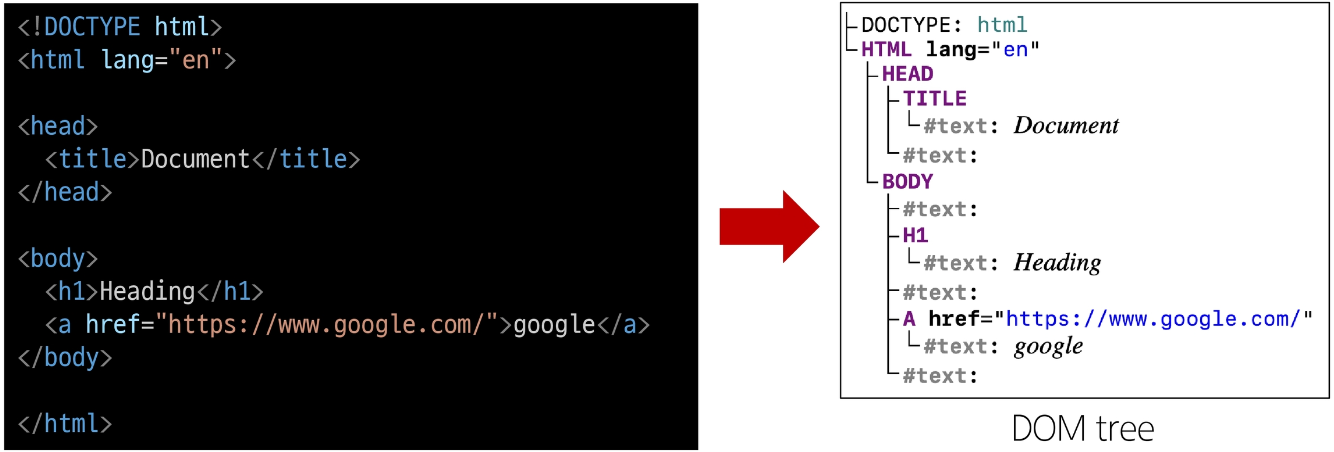 <!DOCTYPE html>
<html lang="en">
<head>
<title>Document</title>
</head>
<body>
<h1>Heading</h1>
<a href="https://www.google.com/">google</a>
</body>
</html>
DOCTYPE: html
HTML lang="en"
HEAD
TITLE
#text: Document
#text:
BODY
#text:
H1
#text: Heading
#text:
A href="https://www.google.com/"
#text: google
#text:
DOM tree